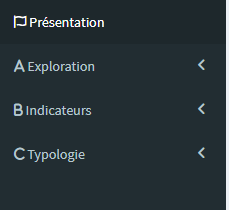 Présentation
A Exploration
B Indicateurs
C Typologie